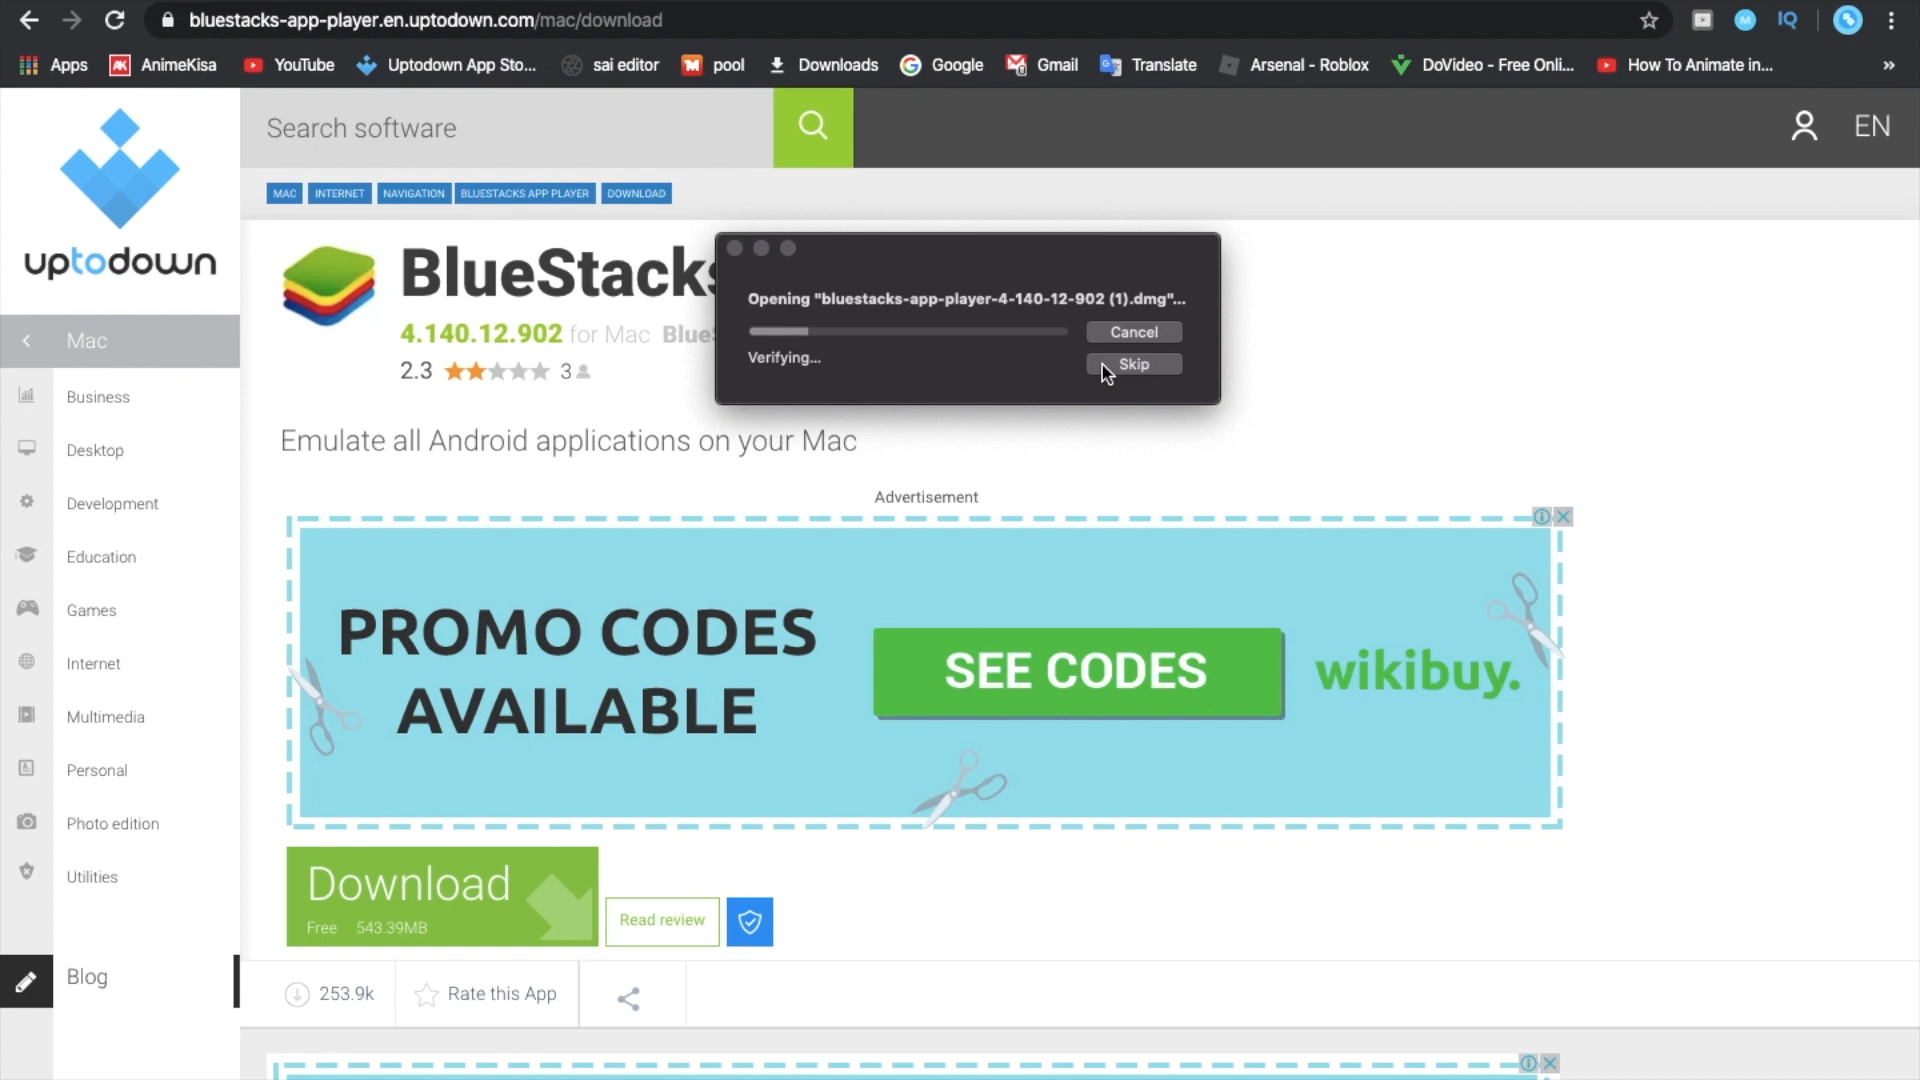 bluestacks-app-player.en.uptodown.com/mac/download
IQ
Apps
AnimeKisa
YouTube
Uptodown App Sto...
sai editor
pool
Downloads
Google
Gmail
Translate
Arsenal - Roblox
DoVideo - Free Onli...
How To Animate in...
»
Search software
EN
uptodown
MAC
INTERNET
NAVIGATION
BLUESTACKS APP PLAYER
DOWNLOAD
BlueStacks
4.140.12.902 for Mac
2.3
3
Opening "bluestacks-app-player-4-140-12-902 (1).dmg"...
Cancel
Verifying...
Skip
Mac
Business
Desktop
Development
Education
Games
Internet
Multimedia
Personal
Photo edition
Utilities
Blog
Emulate all Android applications on your Mac
Advertisement
PROMO CODES
AVAILABLE
SEE CODES
wikibuy.
Download
Free 543.39MB
Read review
253.9k
Rate this App